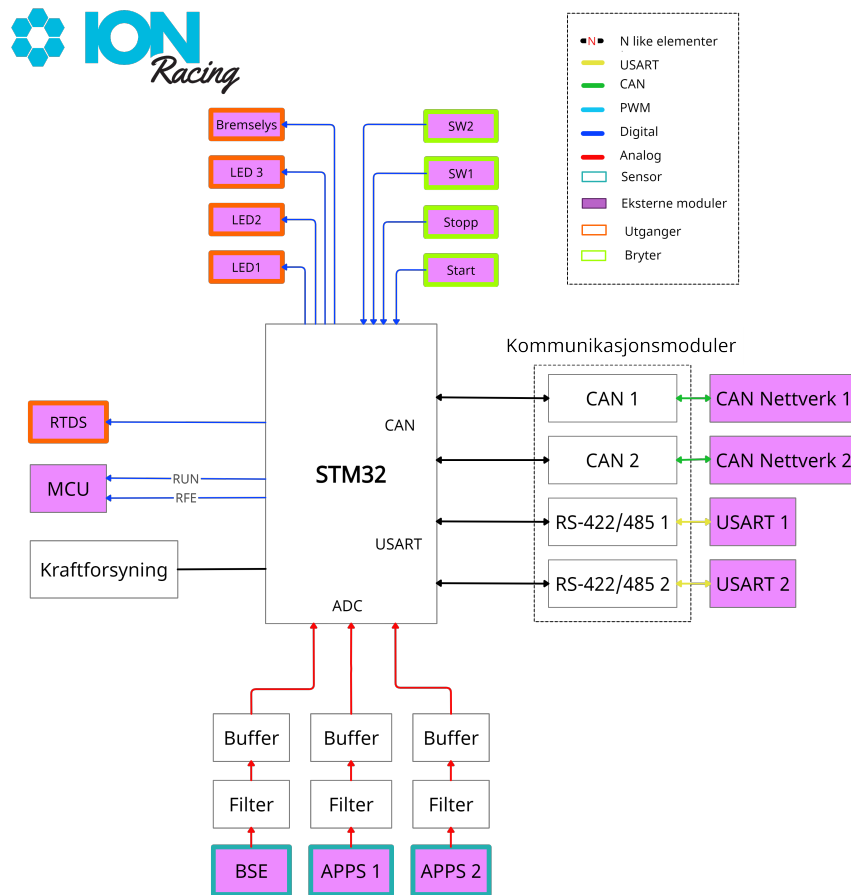 ION
Racing
N
N like elementer
USART
CAN
PWM
Digital
Analog
Sensor
Eksterne moduler
Utganger
Bryter
Bremselys
LED 3
LED2
LED1
SW2
SW1
Stopp
Start
Kommunikasjonsmoduler
RTDS
MCU
RUN
RFE
Kraftforsyning
STM32
CAN
USART
ADC
CAN 1
CAN Nettverk 1
CAN 2
CAN Nettverk 2
RS-422/485 1
USART 1
RS-422/485 2
USART 2
Buffer
Buffer
Buffer
Filter
Filter
Filter
BSE
APPS 1
APPS 2